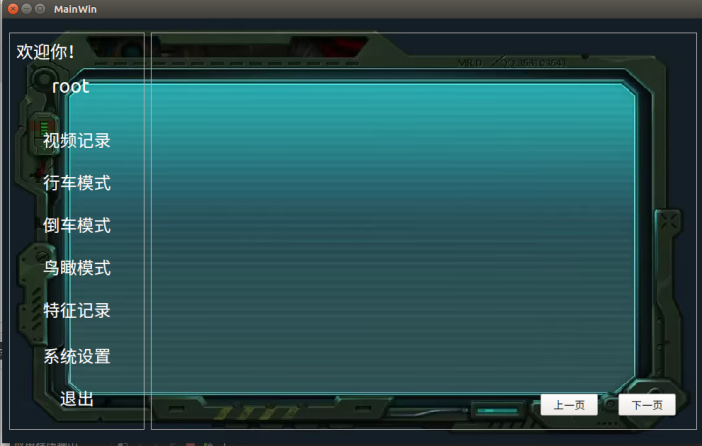 MainWin
欢迎你!
root
视频记录
行车模式
倒车模式
鸟瞰模式
特征记录
系统设置
退出
上一页
下一页